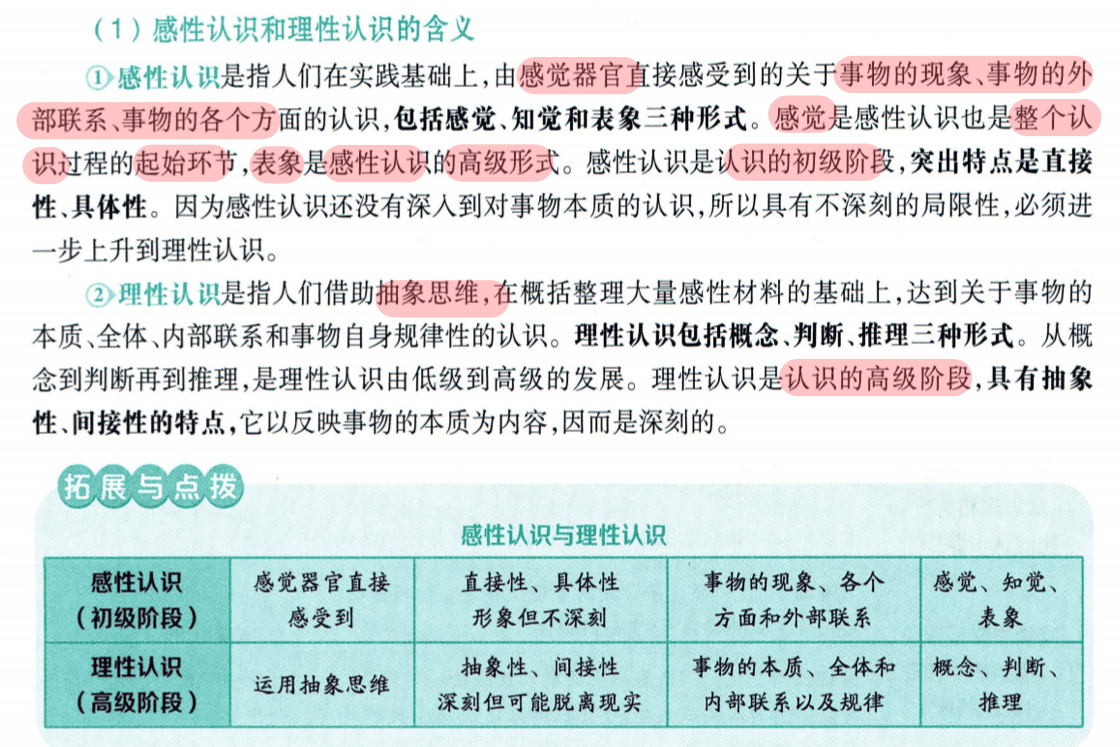 （1）感性认识和理性认识的含义
①感性认识是指人们在实践基础上,由感觉器官直接感受到的关于事物的现象、事物的外
部联系、事物的各个方面的认识,包括感觉、知觉和表象三种形式。感觉是感性认识也是整个认
识过程的起始环节,表象是感性认识的高级形式。感性认识是认识的初级阶段,突出特点是直接
性、具体性。因为感性认识还没有深入到对事物本质的认识,所以具有不深刻的局限性,必须进
一步上升到理性认识。
②理性认识是指人们借助抽象思维,在概括整理大量感性材料的基础上,达到关于事物的
本质、全体、内部联系和事物自身规律性的认识。理性认识包括概念、判断、推理三种形式。从概
念到判断再到推理,是理性认识由低级到高级的发展。理性认识是认识的高级阶段,具有抽象
性、间接性的特点,它以反映事物的本质为内容,因而是深刻的。
拓展与点拨
感性认识与理性认识
感性认识
（初级阶段）
感觉器官直接
感受到
直接性、具体性
形象但不深刻
事物的现象、各个
方面和外部联系
感觉、知觉、
表象
理性认识
（高级阶段）
运用抽象思维
抽象性、间接性
深刻但可能脱离现实
事物的本质、全体和
内部联系以及规律
概念、判断、
推理